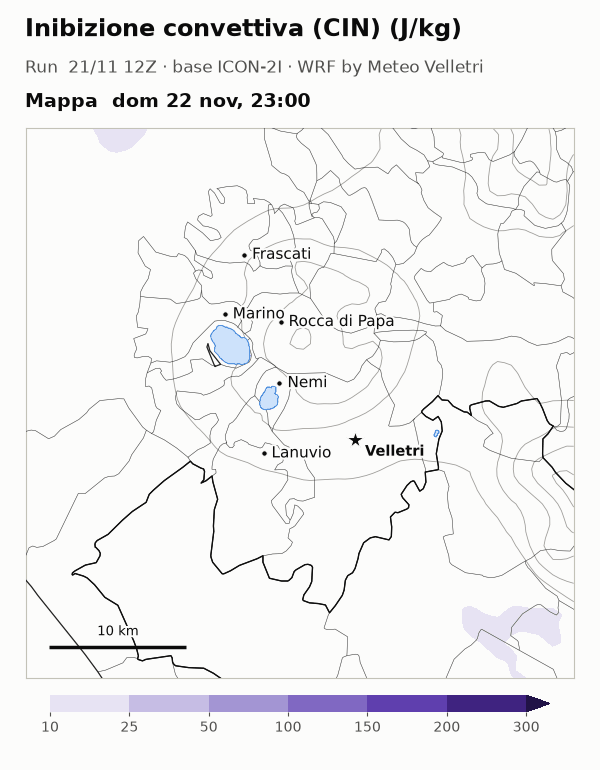 Inibizione convettiva (CIN) (J/kg)
Run  21/11 12Z · base ICON-2I · WRF by Meteo Velletri
Mappa  dom 22 nov, 23:00
Frascati
Marino
Rocca di Papa
Nemi
Velletri
Lanuvio
10 km
10 25 50 100 150 200 300